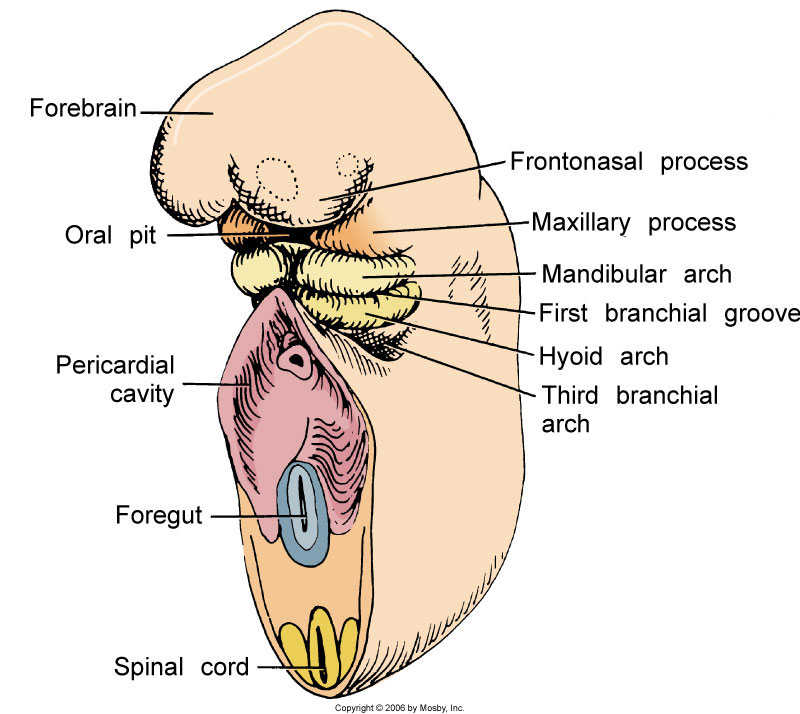 Forebrain
Frontonasal process
Oral pit
Maxillary process
Mandibular arch
First branchial groove
Hyoid arch
Pericardial
cavity
Third branchial
arch
Foregut
Spinal cord
Copyright © 2006 by Mosby, Inc.